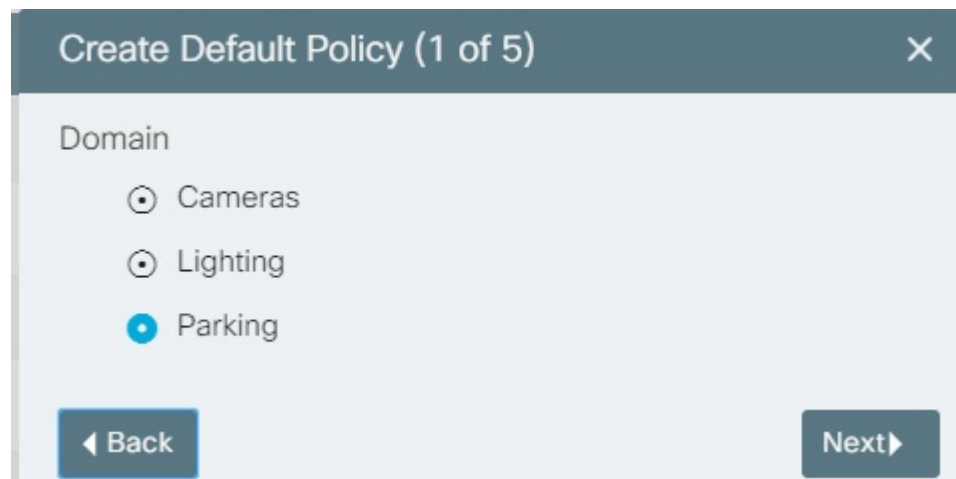 Create Default Policy (1 of 5)
Domain
Cameras
Lighting
Parking
Back
Next